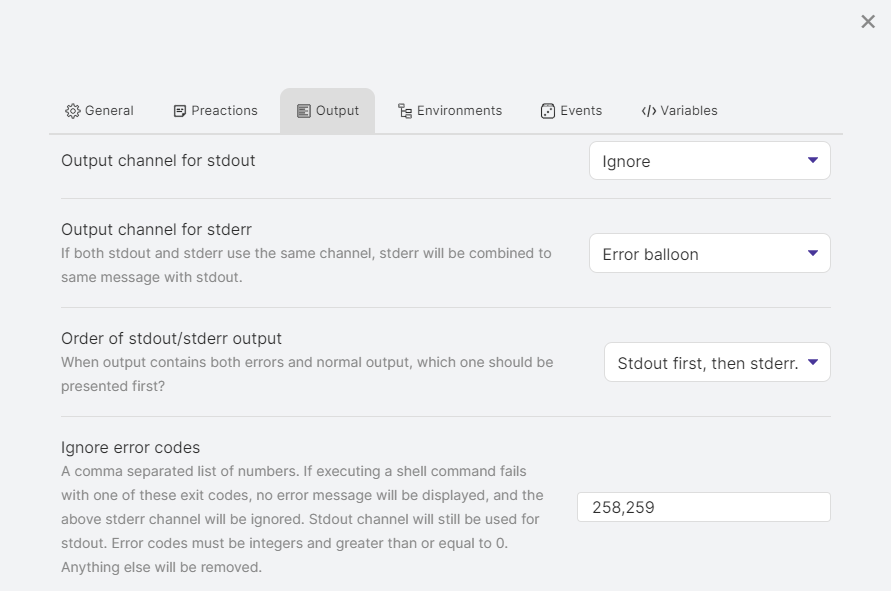 General Preactions Output Environments Events Variables
Output channel for stdout
Ignore
Output channel for stderr
If both stdout and stderr use the same channel, stderr will be combined to
same message with stdout.
Error balloon
Order of stdout/stderr output
When output contains both errors and normal output, which one should be
presented first?
Stdout first, then stderr.
Ignore error codes
A comma separated list of numbers. If executing a shell command fails
with one of these exit codes, no error message will be displayed, and the
above stderr channel will be ignored. Stdout channel will still be used for
stdout. Error codes must be integers and greater than or equal to 0.
Anything else will be removed.
258,259